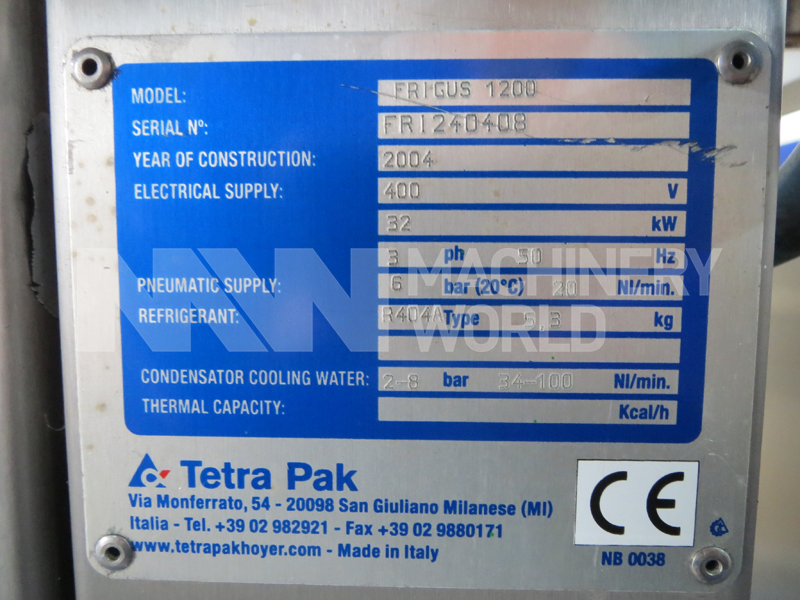 MODEL: FRIGUS 1200
SERIAL Nº: FR1240408
YEAR OF CONSTRUCTION: 2004
ELECTRICAL SUPPLY: 400 V
32 kW
3 ph 50 Hz
PNEUMATIC SUPPLY: 6 bar (20°C) 20 Nl/min.
REFRIGERANT: R404A Type 5,3 kg
CONDENSATOR COOLING WATER: 2-8 bar 34-100 Nl/min.
THERMAL CAPACITY: Kcal/h
MACHINERY
WORLD
Tetra Pak
Via Monferrato, 54 - 20098 San Giuliano Milanese (MI)
Italia - Tel. +39 02 982921 - Fax +39 02 9880171
www.tetrapakhoyer.com - Made in Italy
CE
NB 0038